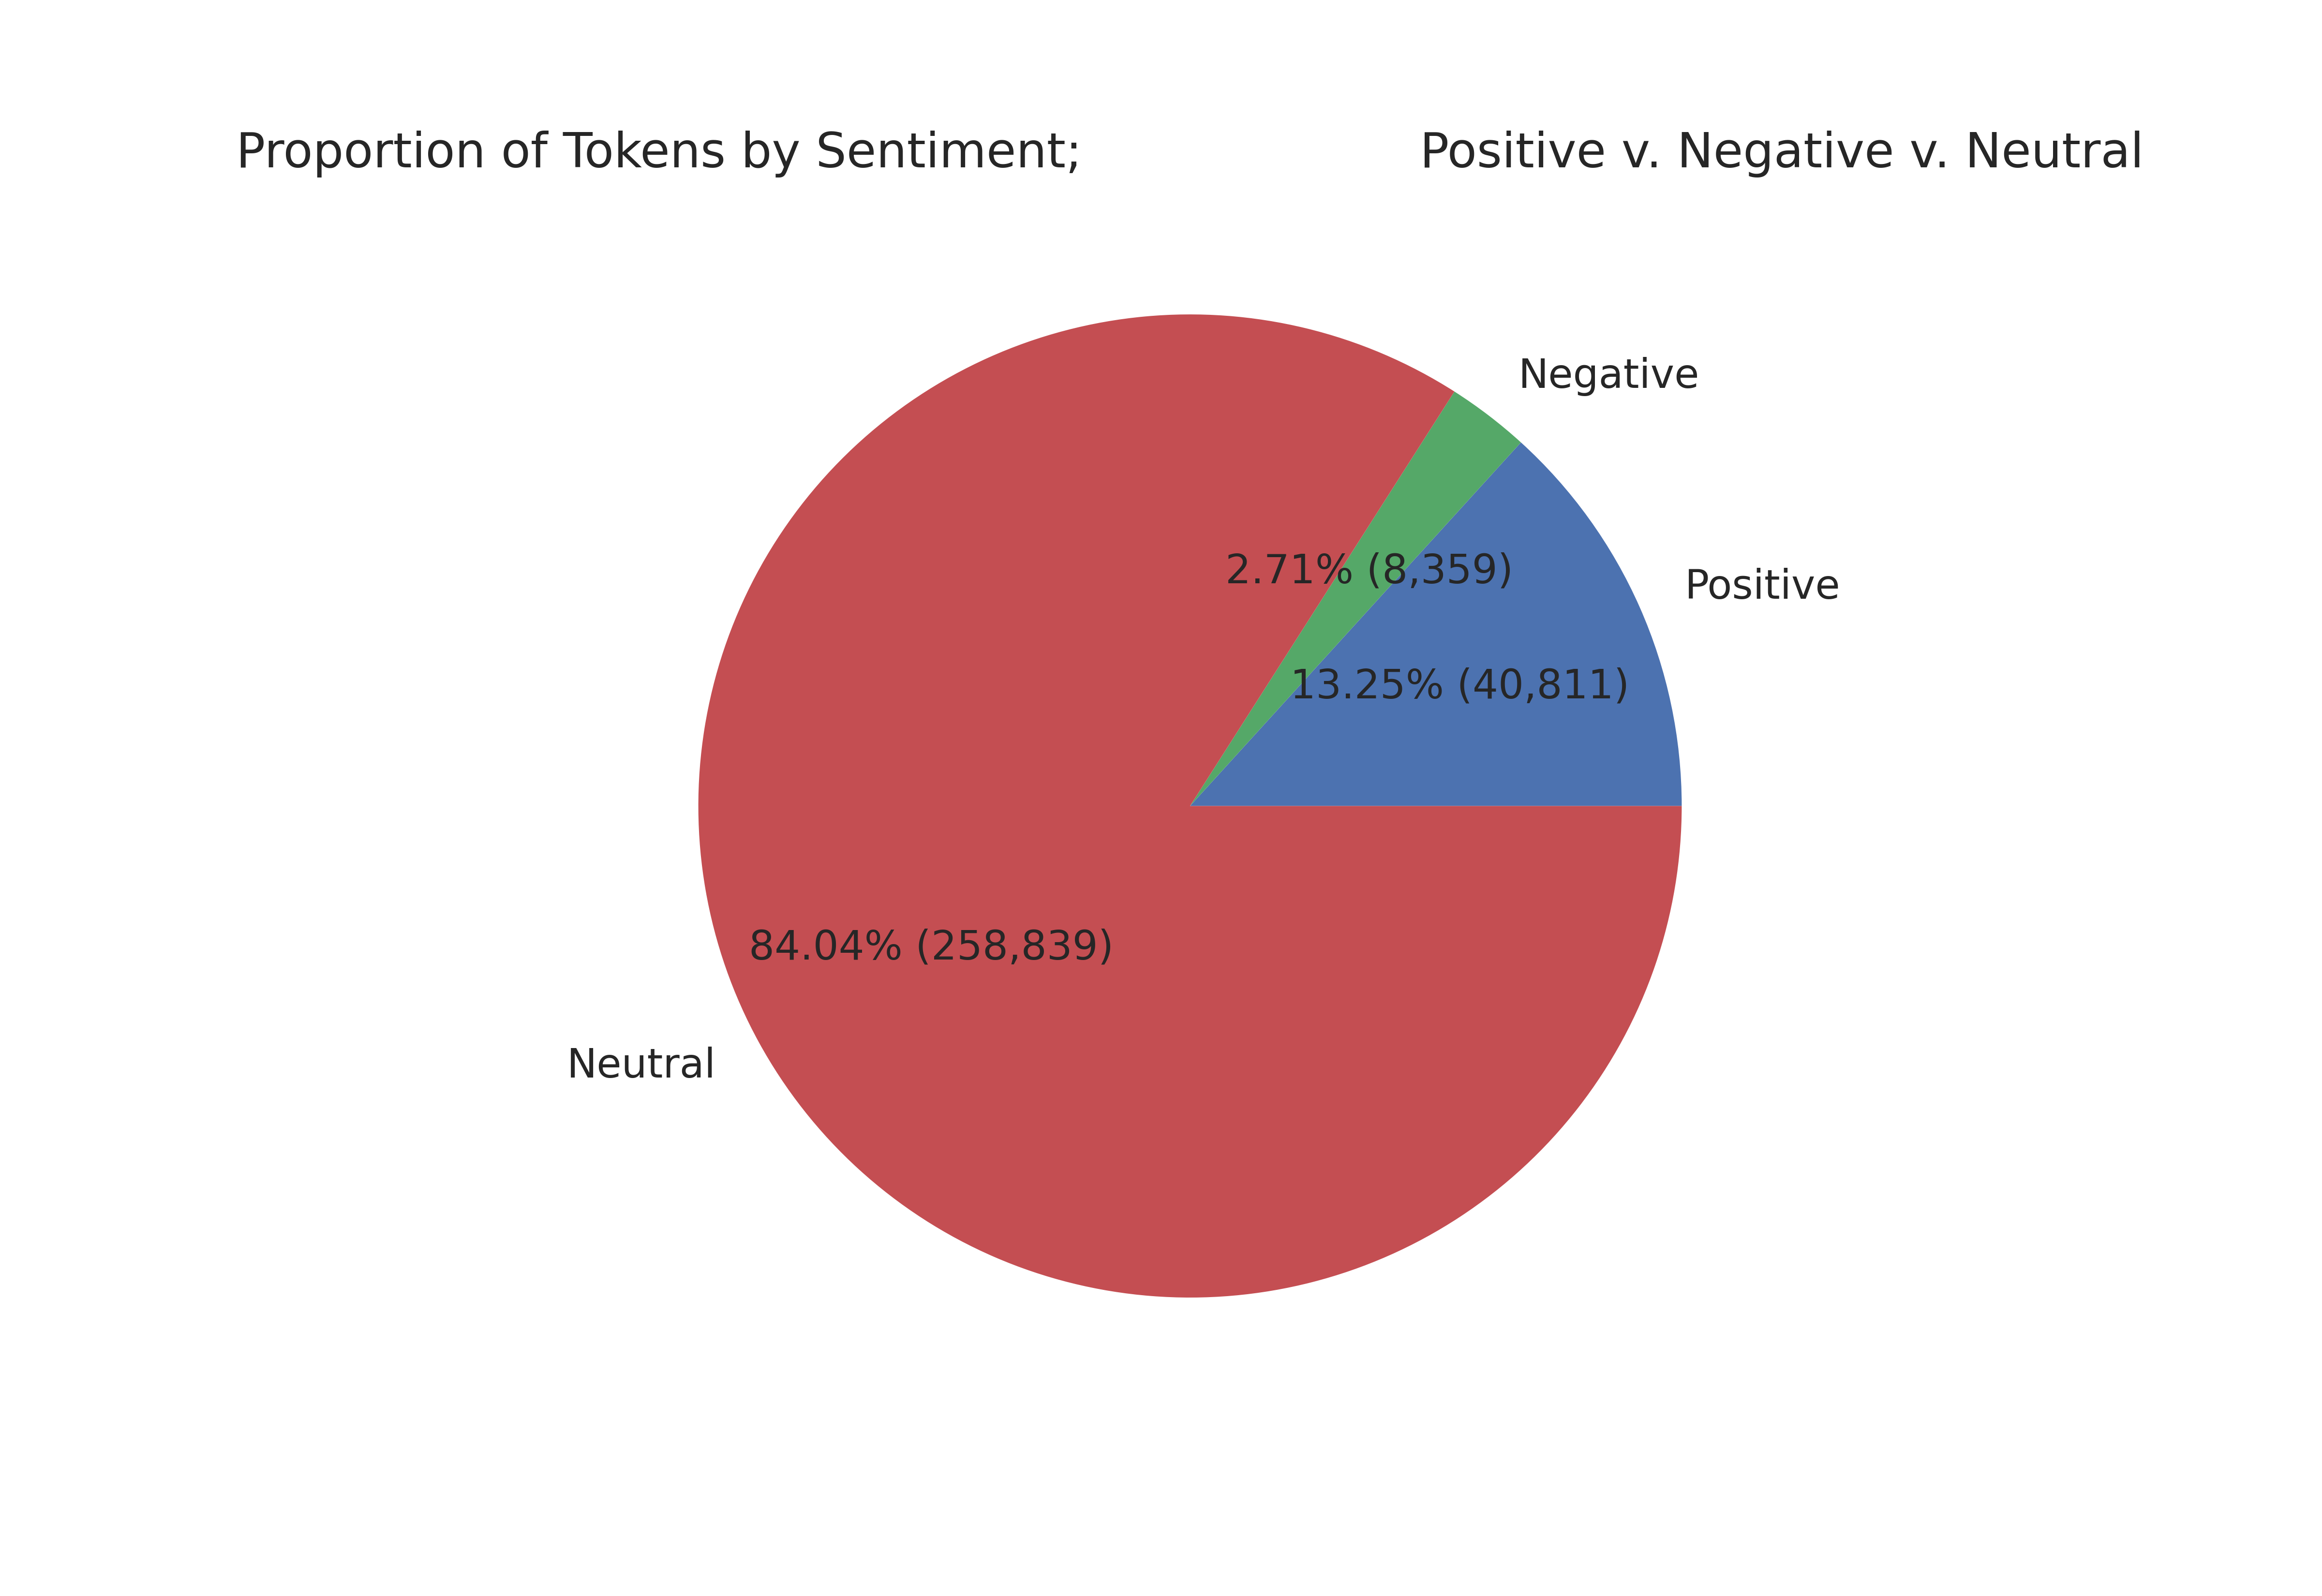 Proportion of Tokens by Sentiment; Positive v. Negative v. Neutral
Negative
2.71% (8,359)
Positive
13.25% (40,811)
84.04% (258,839)
Neutral